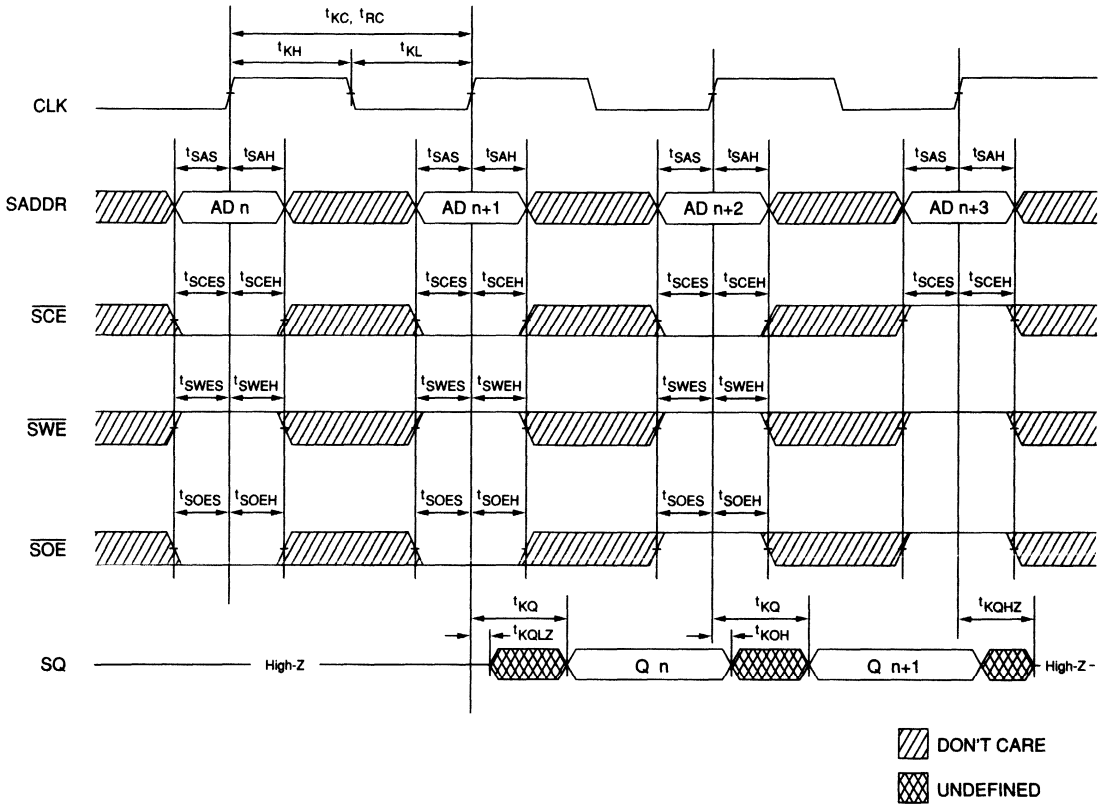 tKC, tRC
tKH tKL
CLK
tSAS tSAH tSAS tSAH tSAS tSAH tSAS tSAH
SADDR AD n AD n+1 AD n+2 AD n+3
tSCES tSCEH tSCES tSCEH tSCES tSCEH tSCES tSCEH
SCE
tSWES tSWEH tSWES tSWEH tSWES tSWEH
SWE
tSOES tSOEH tSOES tSOEH tSOES tSOEH
SOE
tKQ tKQ tKQHZ
tKQLZ tKOH
SQ High-Z Q n Q n+1 High-Z
DON'T CARE
UNDEFINED